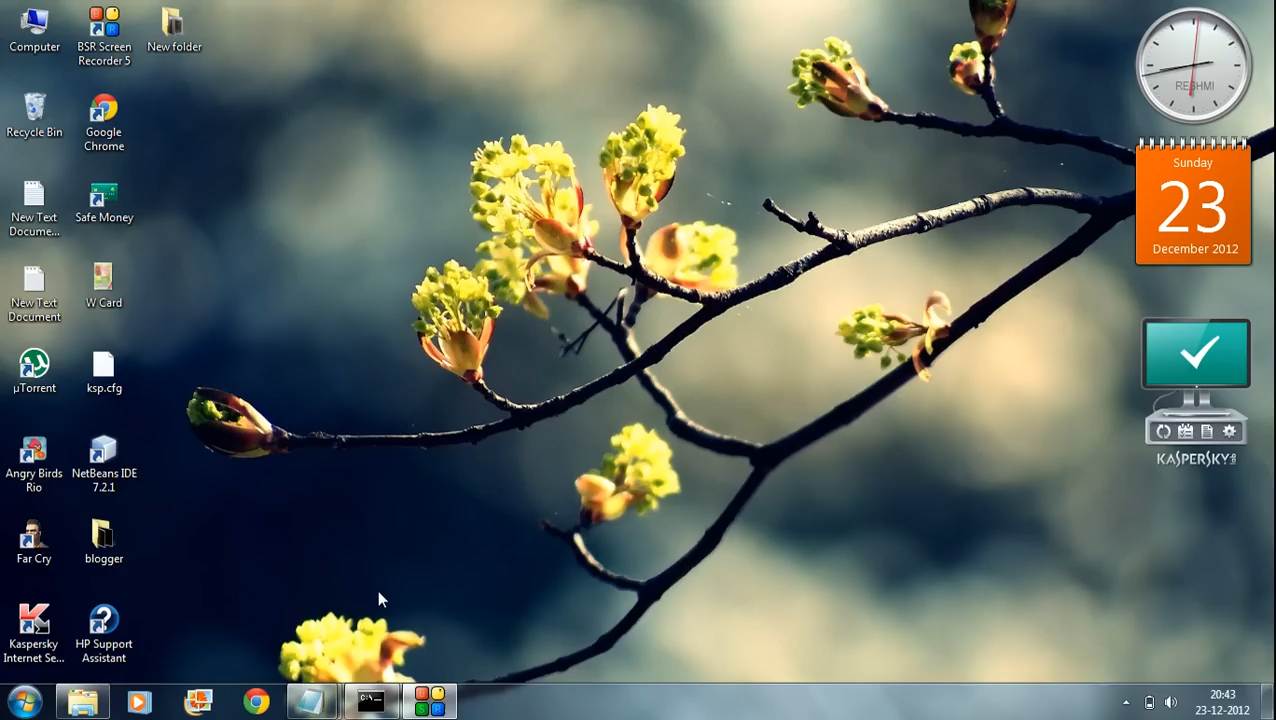 Computer
BSR Screen
Recorder 5
New folder
Recycle Bin
Google
Chrome
New Text
Docume...
Safe Money
New Text
Document
W Card
µTorrent
ksp.cfg
Angry Birds
Rio
NetBeans IDE
7.2.1
Far Cry
blogger
Kaspersky
Internet Se...
HP Support
Assistant
RESHMI
Sunday
23
December 2012
KASPERSKY
C:\_
20:43
23-12-2012